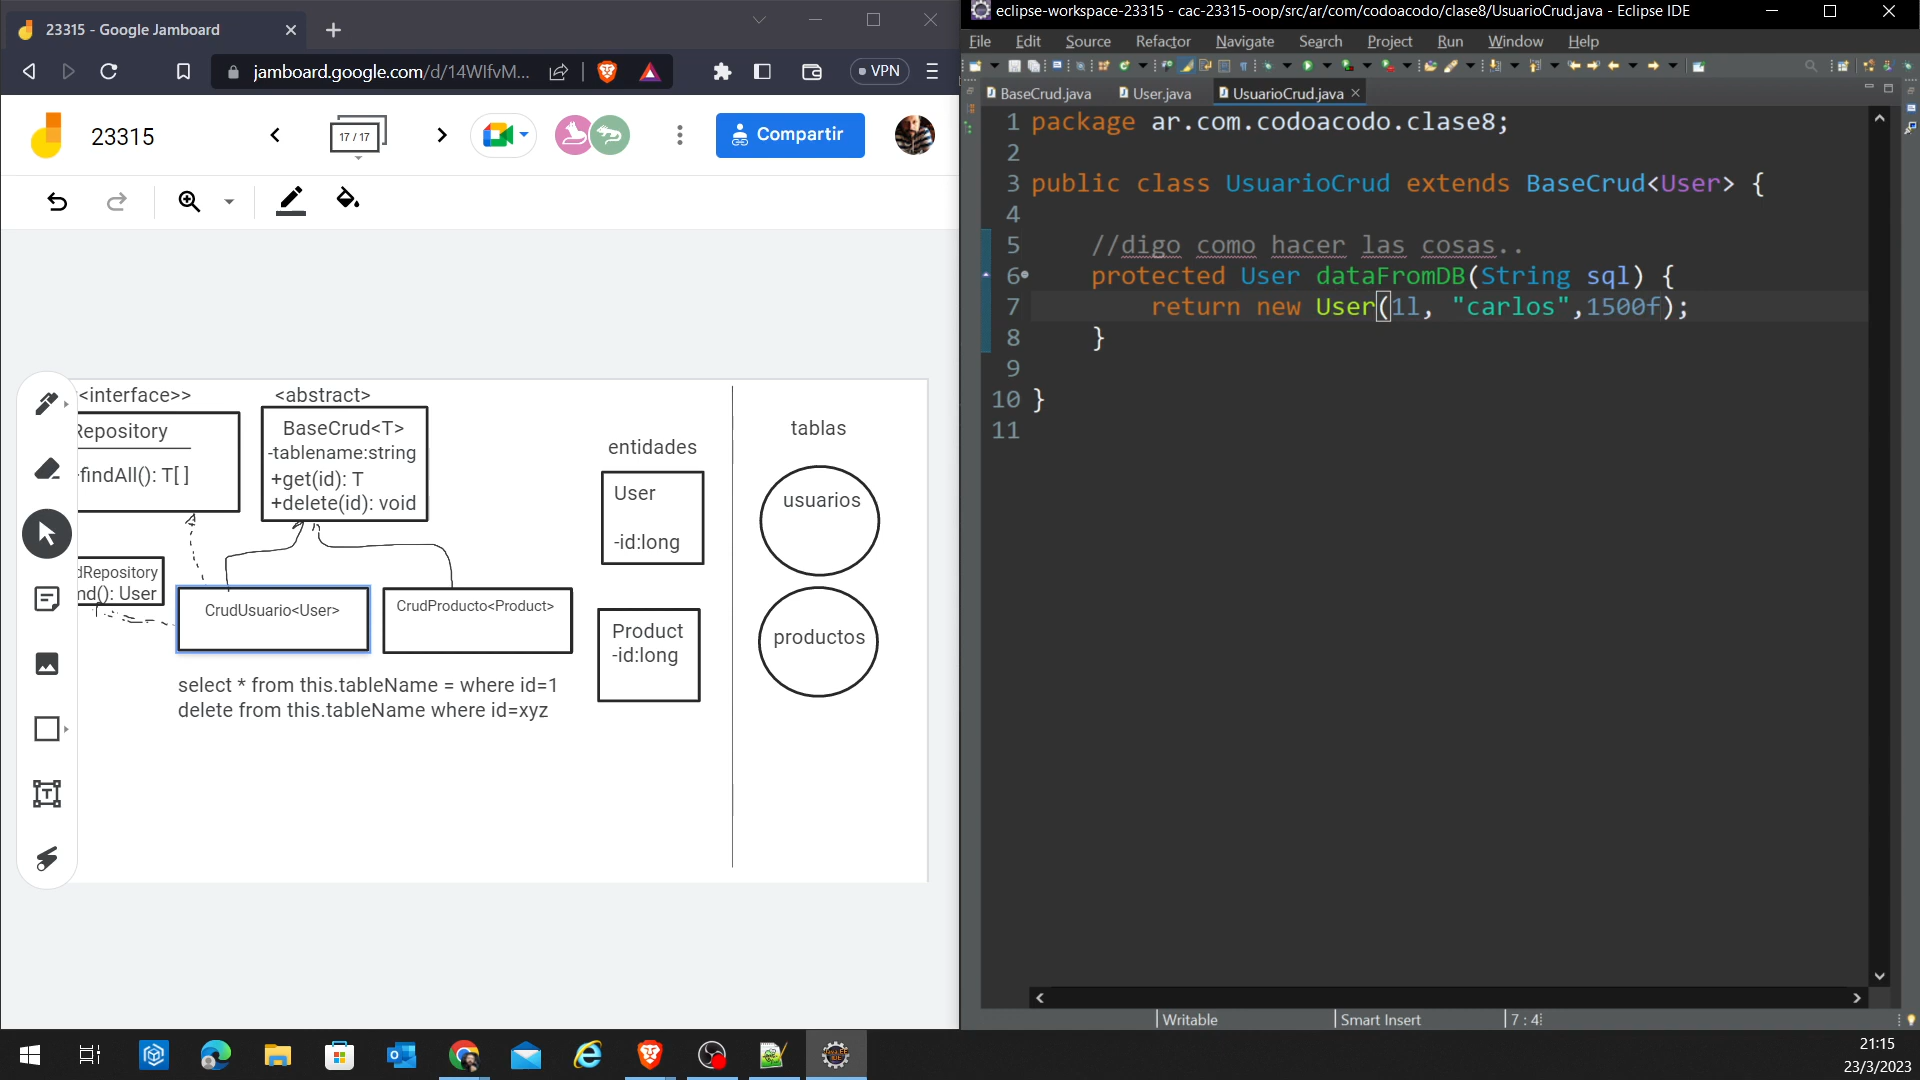 23315 - Google Jamboard
jamboard.google.com/d/14WIfvM...
VPN
23315
17 / 17
Compartir
<interface>>
Repository
findAll(): T[]
<abstract>
BaseCrud<T>
-tablename:string
+get(id): T
+delete(id): void
dRepository
nd(): User
CrudUsuario<User>
CrudProducto<Product>
select * from this.tableName = where id=1
delete from this.tableName where id=xyz
entidades
User
-id:long
Product
-id:long
tablas
usuarios
productos
eclipse-workspace-23315 - cac-23315-oop/src/ar/com/codoacodo/clase8/UsuarioCrud.java - Eclipse IDE
File Edit Source Refactor Navigate Search Project Run Window Help
BaseCrud.java User.java UsuarioCrud.java
1 package ar.com.codoacodo.clase8;
2
3 public class UsuarioCrud extends BaseCrud<User> {
4
5 //digo como hacer las cosas..
6 protected User dataFromDB(String sql) {
7 return new User(1l, "carlos",1500f);
8 }
9
10 }
11
Writable Smart Insert 7 : 4
21:15
23/3/2023